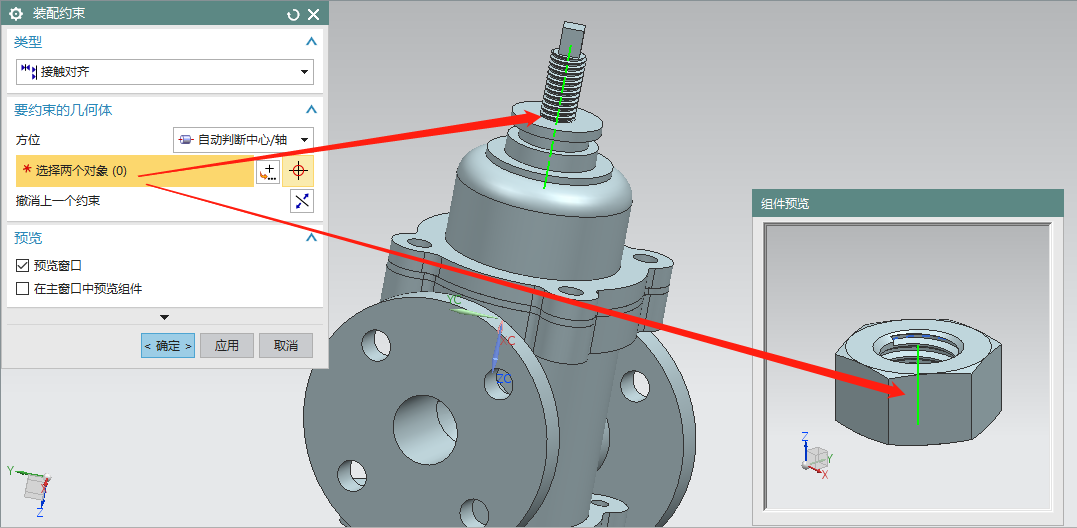 装配约束
类型
接触对齐
要约束的几何体
方位
自动判断中心/轴
* 选择两个对象 (0)
撤消上一个约束
预览
预览窗口
在主窗口中预览组件
< 确定 >
应用
取消
YC
XC
ZC
Y
X
Z
组件预览
Z
Y
X